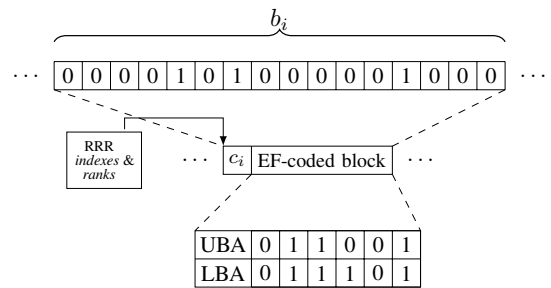 b_i
⋯ 0 0 0 0 1 0 1 0 0 0 0 0 1 0 0 0 ⋯
RRR
indexes &
ranks
⋯ c_i EF-coded block ⋯
UBA 0 1 1 0 0 1
LBA 0 1 1 1 0 1